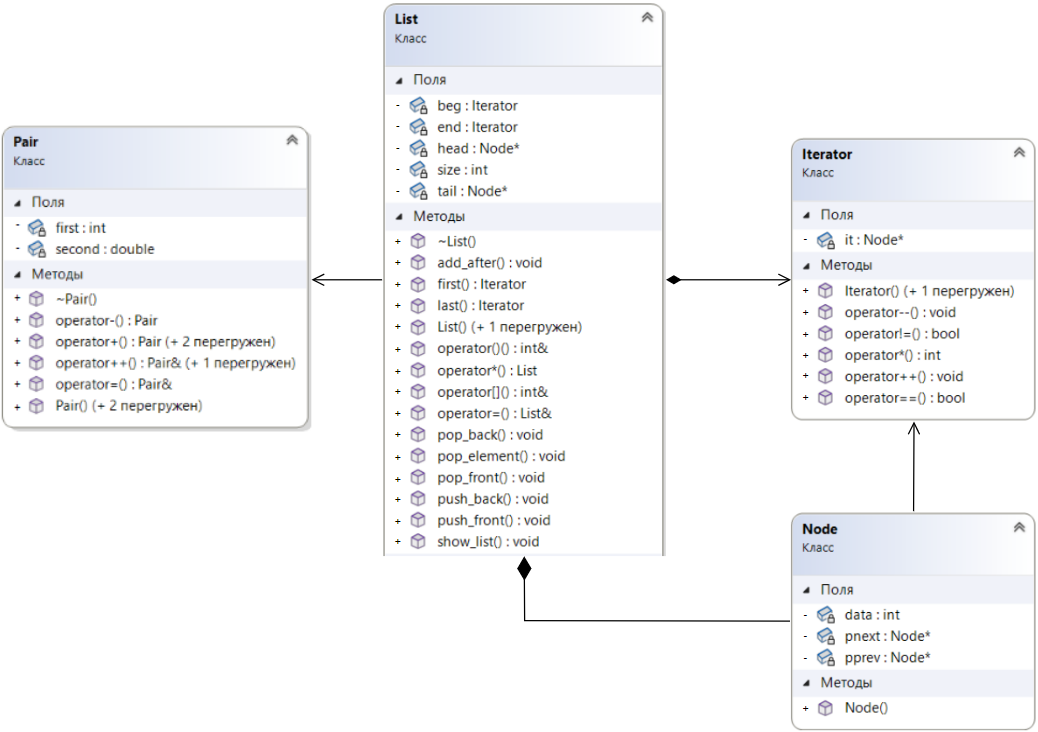 List
Класс
Поля
- beg : Iterator
- end : Iterator
- head : Node*
- size : int
- tail : Node*
Методы
+ ~List()
+ add_after() : void
+ first() : Iterator
+ last() : Iterator
+ List() (+ 1 перегружен)
+ operator()() : int&
+ operator*() : List
+ operator[]() : int&
+ operator=() : List&
+ pop_back() : void
+ pop_element() : void
+ pop_front() : void
+ push_back() : void
+ push_front() : void
+ show_list() : void
Pair
Класс
Поля
- first : int
- second : double
Методы
+ ~Pair()
+ operator-() : Pair
+ operator+() : Pair (+ 2 перегружен)
+ operator++() : Pair& (+ 1 перегружен)
+ operator=() : Pair&
+ Pair() (+ 2 перегружен)
Iterator
Класс
Поля
- it : Node*
Методы
+ Iterator() (+ 1 перегружен)
+ operator--() : void
+ operator!=() : bool
+ operator*() : int
+ operator++() : void
+ operator==() : bool
Node
Класс
Поля
- data : int
- pnext : Node*
- pprev : Node*
Методы
+ Node()